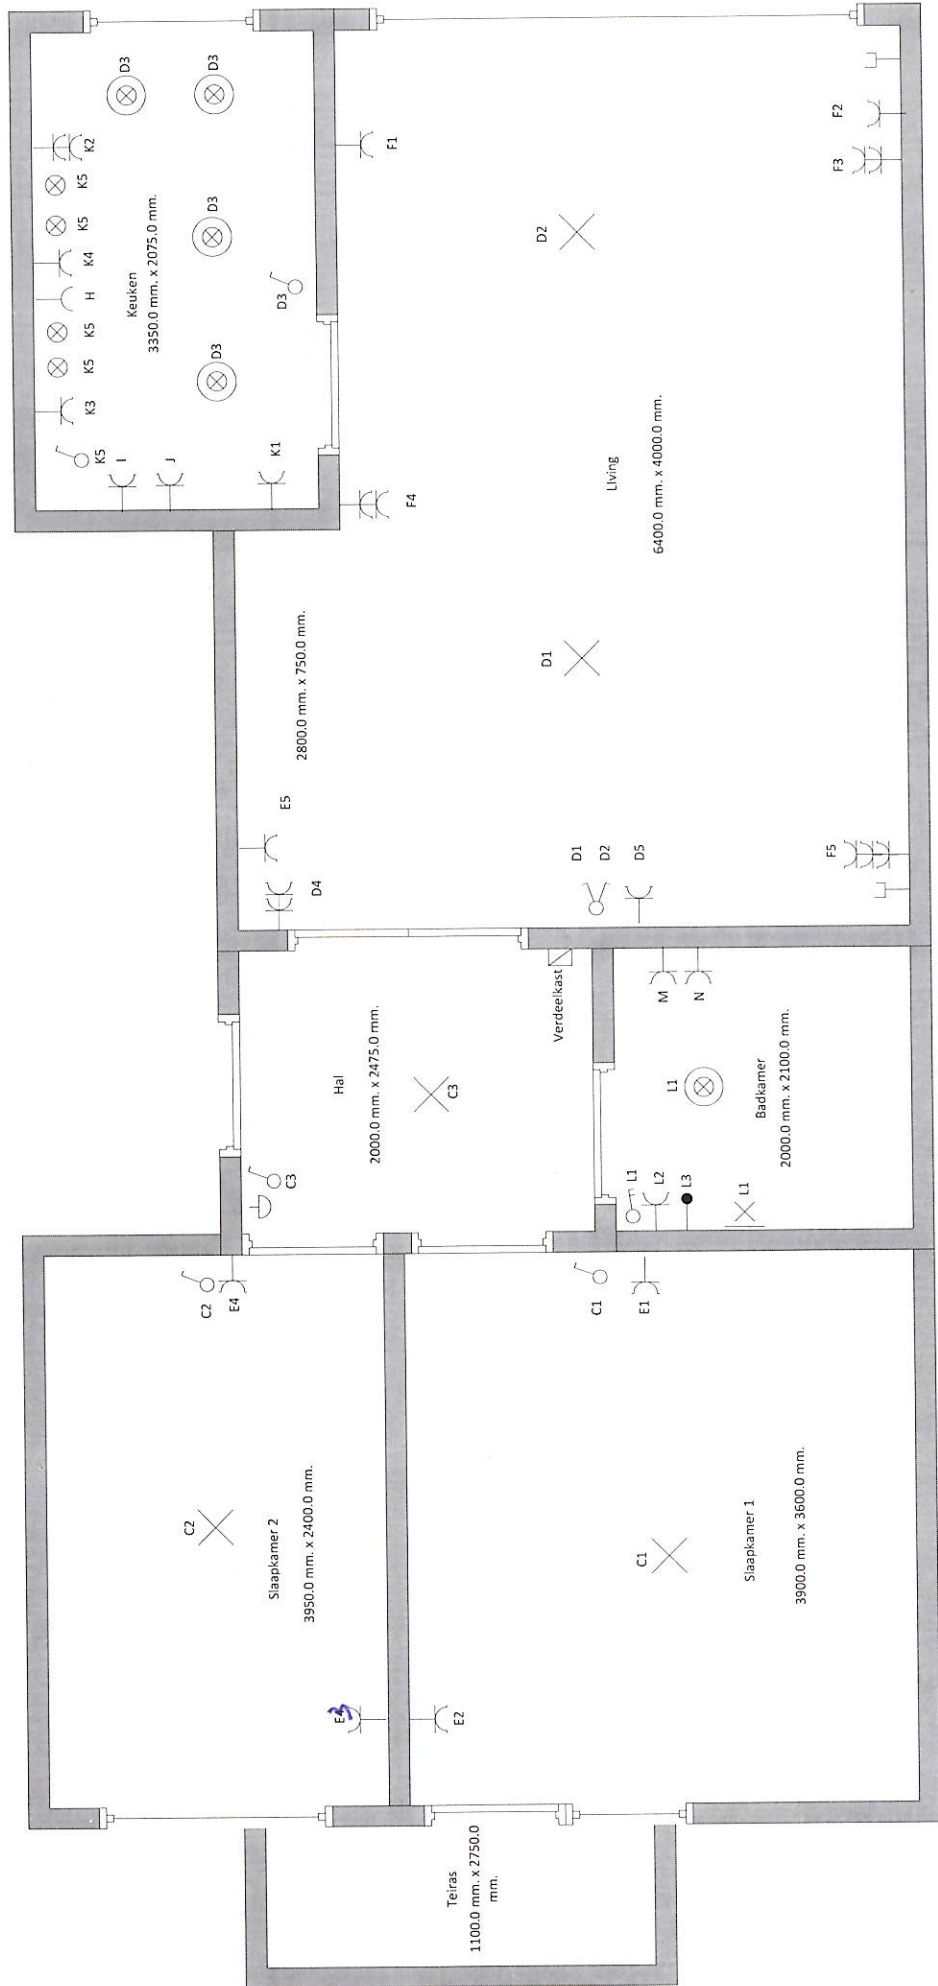 K5
K3
K5
K5
H
K4
K5
K5
K2
I
J
K1
Keuken
3350.0 mm. x 2075.0 mm.
D3
D3
D3
D3
D3
C2
Slaapkamer 2
3950.0 mm. x 2400.0 mm.
C2
E4
E3
C3
Hal
2000.0 mm. x 2475.0 mm.
C3
Verdeelkast
D4
E5
2800.0 mm. x 750.0 mm.
F4
F1
D1
D2
Living
6400.0 mm. x 4000.0 mm.
D1
D2
D5
F5
F3
F2
Teiras
1100.0 mm. x 2750.0
mm.
E2
C1
Slaapkamer 1
3900.0 mm. x 3600.0 mm.
C1
E1
L1
L2
L3
L1
L1
M
N
Badkamer
2000.0 mm. x 2100.0 mm.